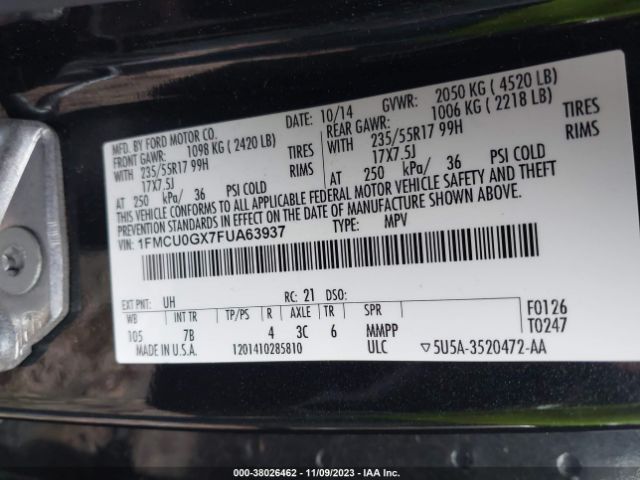 MFD. BY FORD MOTOR CO.
DATE: 10/14 GVWR: 2050 KG ( 4520 LB)
FRONT GAWR: 1098 KG ( 2420 LB)
REAR GAWR: 1006 KG ( 2218 LB)
WITH 235/55R17 99H TIRES
WITH 235/55R17 99H TIRES
17X7.5J RIMS
17X7.5J RIMS
AT 250 kPa/ 36 PSI COLD
AT 250 kPa/ 36 PSI COLD
THIS VEHICLE CONFORMS TO ALL APPLICABLE FEDERAL MOTOR VEHICLE SAFETY AND THEFT
PREVENTION STANDARDS IN EFFECT ON THE DATE OF MANUFACTURE SHOWN ABOVE.
VIN: 1FMCU0GX7FUA63937
TYPE: MPV
EXT PNT: UH RC: 21 DSO:
WB INT TR TP/PS R AXLE TR SPR
105 7B 4 3C 6 MMPP
F0126
T0247
MADE IN U.S.A. 1201410285810 ULC ▽5U5A-3520472-AA
000-38026462 - 11/09/2023 - IAA Inc.